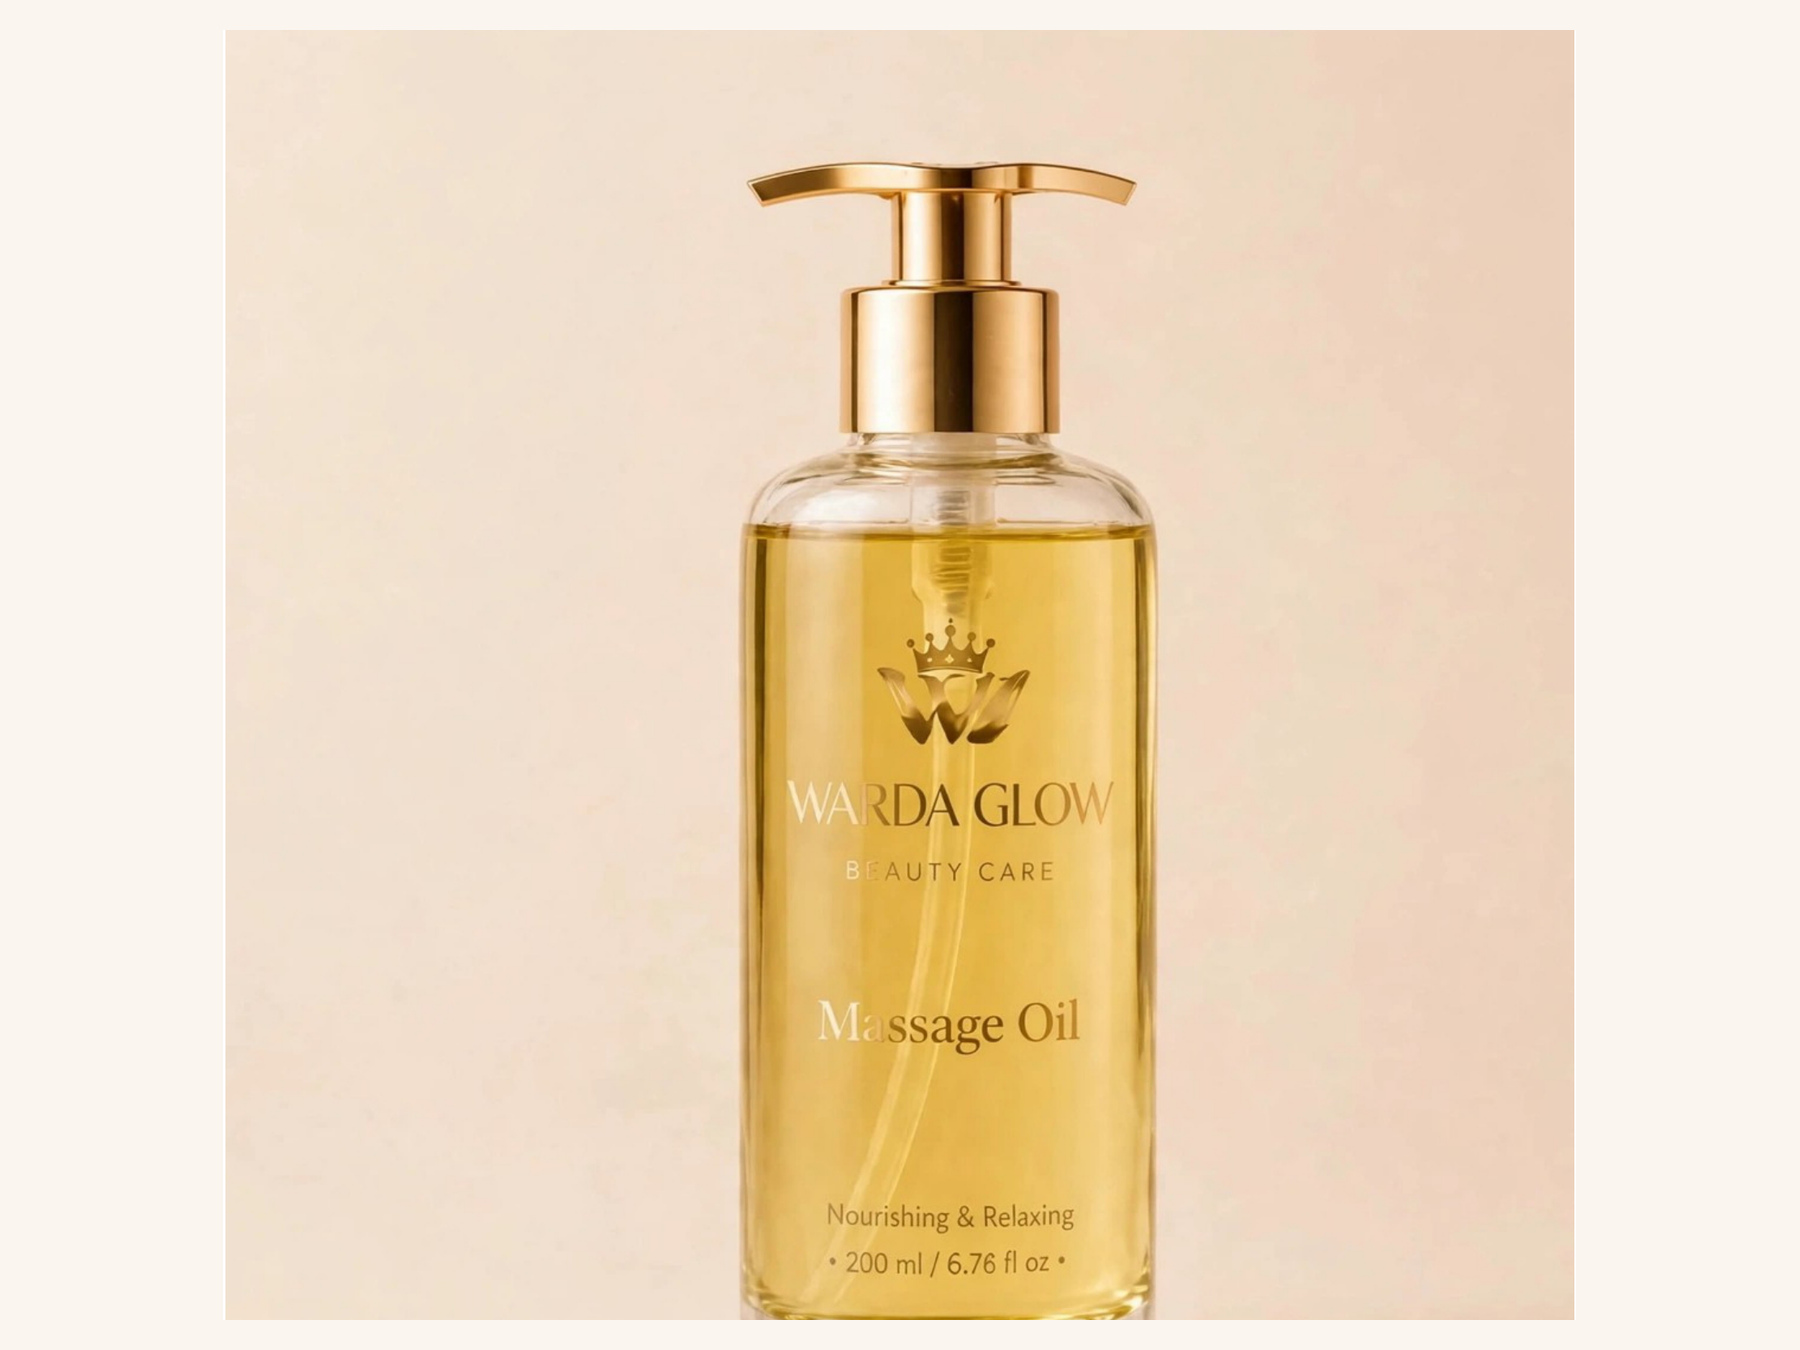 WARDA GLOW
BEAUTY CARE
Massage Oil
Nourishing & Relaxing
• 200 ml / 6.76 fl oz •